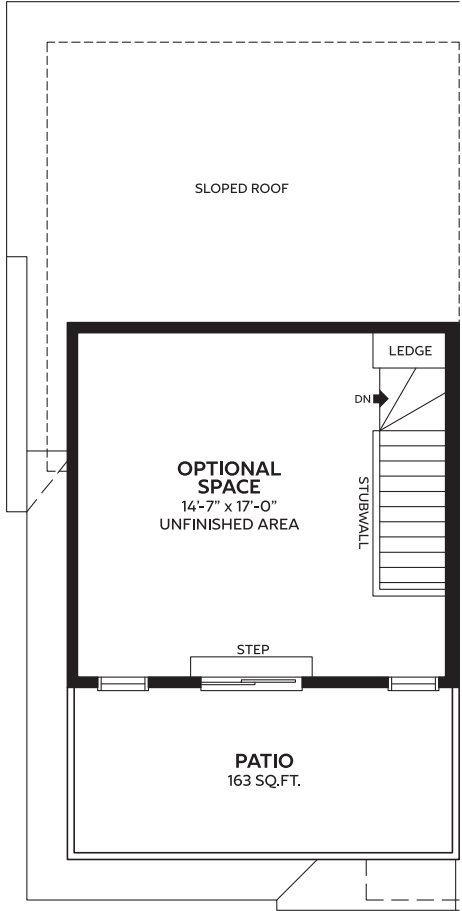 SLOPED ROOF
LEDGE
DN
OPTIONAL
SPACE
14'-7" x 17'-0"
UNFINISHED AREA
STUBWALL
STEP
PATIO
163 SQ.FT.